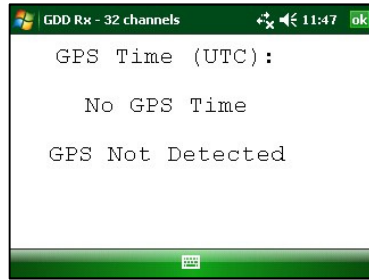 GDD Rx - 32 channels 11:47 ok
GPS Time (UTC):
No GPS Time
GPS Not Detected